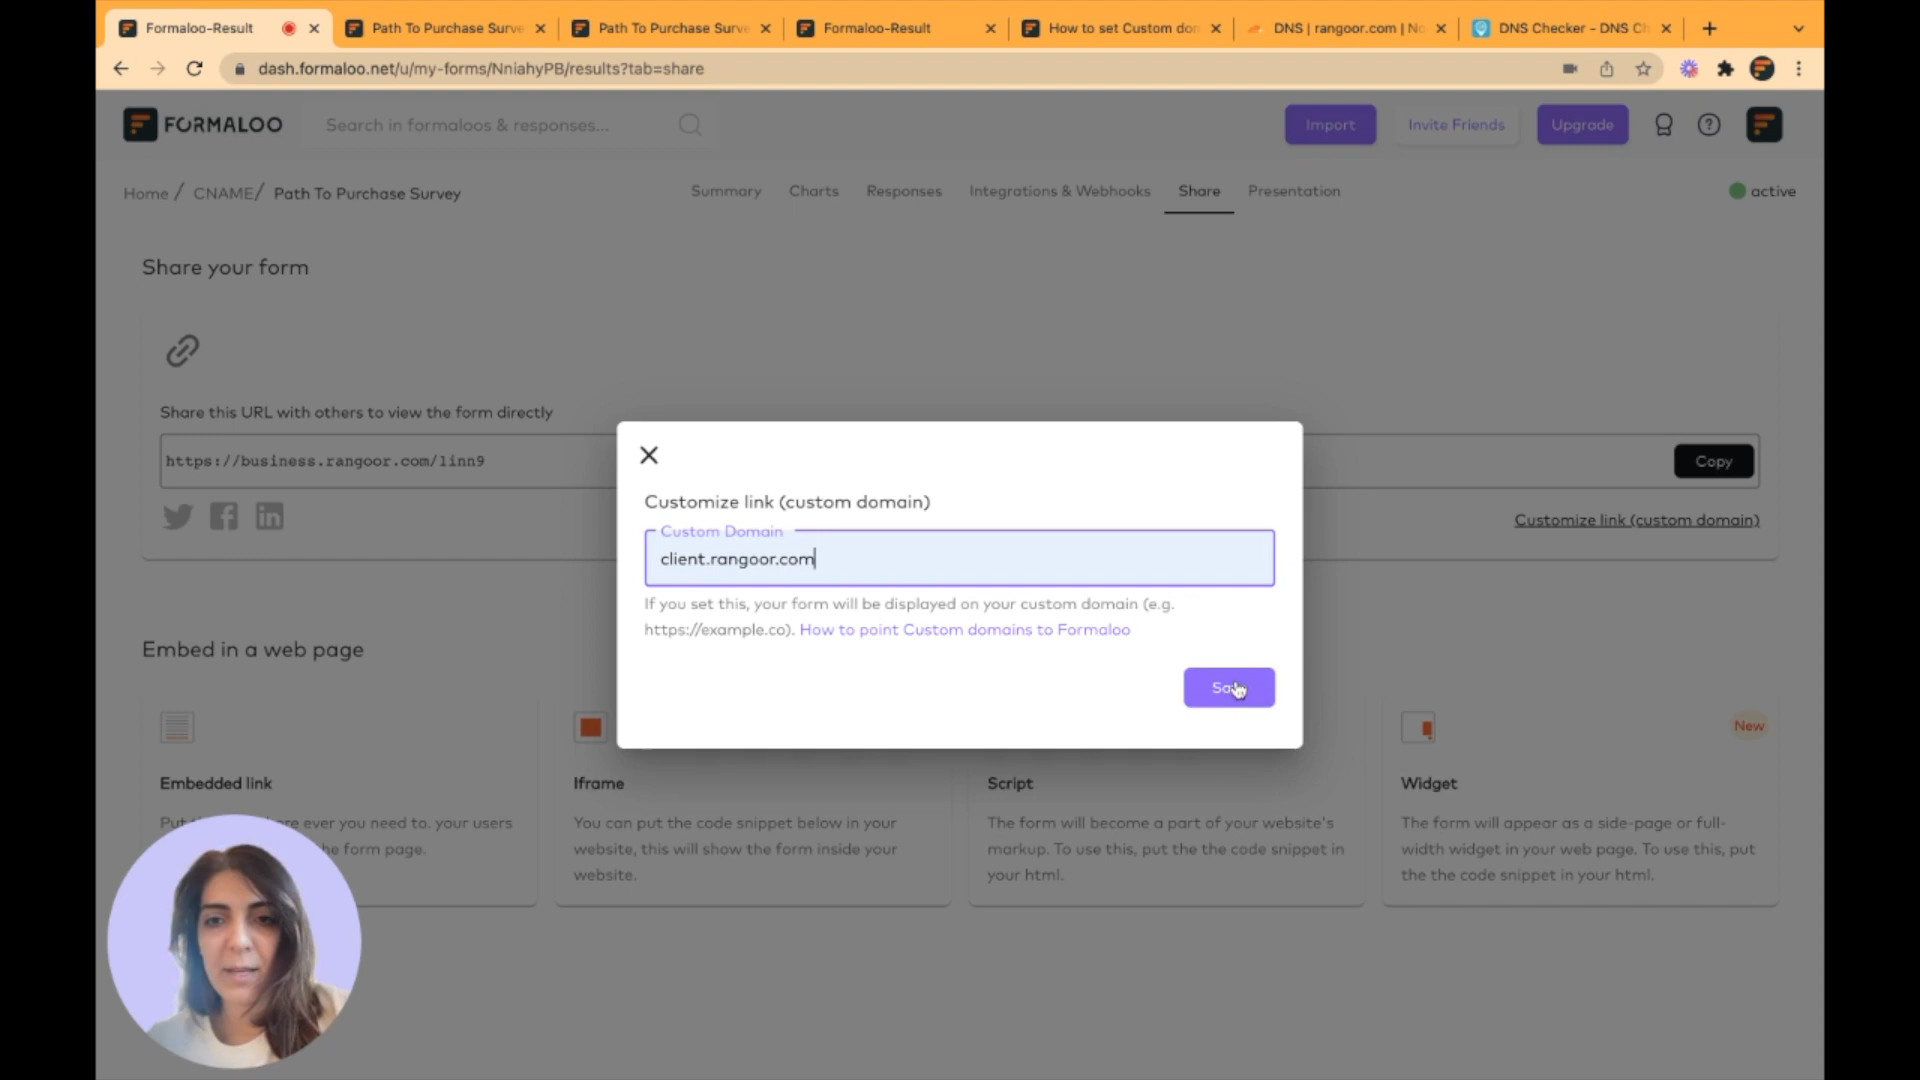 Formaloo-Result
Path To Purchase Surve
Path To Purchase Surve
Formaloo-Result
How to set Custom don
DNS | rangoor.com | No
DNS Checker - DNS Ch
dash.formaloo.net/u/my-forms/NniahyPB/results?tab=share
FORMALOO
Search in formaloos & responses...
Import
Invite Friends
Upgrade
Home / CNAME/ Path To Purchase Survey
Summary
Charts
Responses
Integrations & Webhooks
Share
Presentation
active
Share your form
Share this URL with others to view the form directly
https://business.rangoor.com/linn9
Copy
Customize link (custom domain)
Customize link (custom domain)
Custom Domain
client.rangoor.com
If you set this, your form will be displayed on your custom domain (e.g.
https://example.co). How to point Custom domains to Formaloo
Embed in a web page
Embedded link
ere ever you need to. your users
he form page.
Iframe
You can put the code snippet below in your
website, this will show the form inside your
website.
Script
The form will become a part of your website's
markup. To use this, put the the code snippet in
your html.
New
Widget
The form will appear as a side-page or full-
width widget in your web page. To use this, put
the the code snippet in your html.